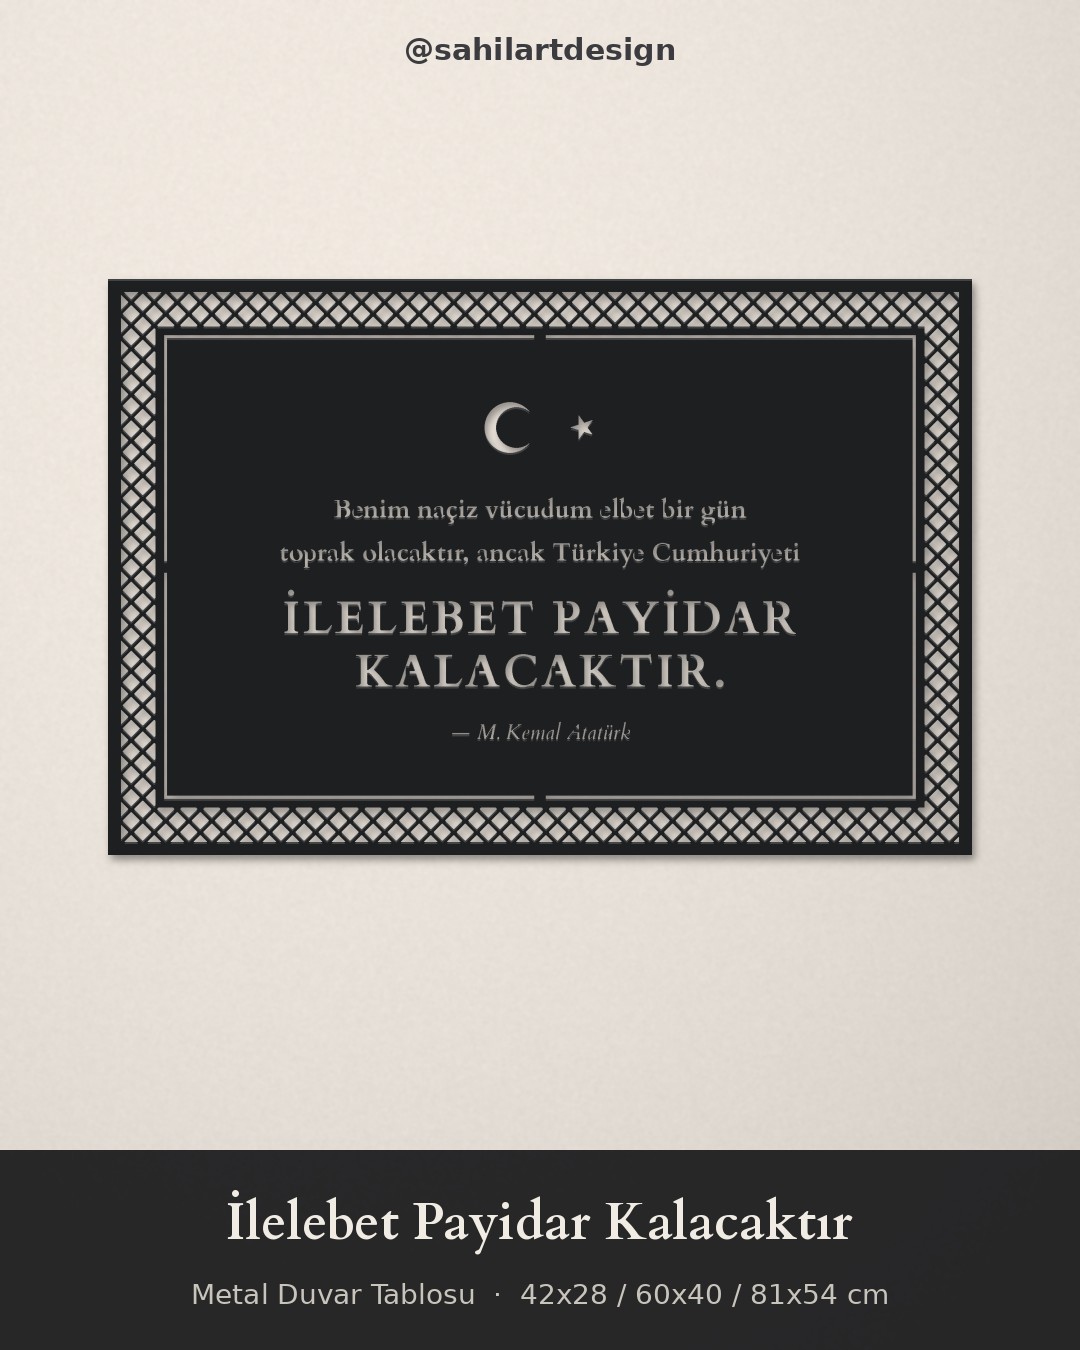 @sahilartdesign
Benim naçiz vücudum elbet bir gün
toprak olacaktır, ancak Türkiye Cumhuriyeti
İLELEBET PAYİDAR
KALACAKTIR.
— M. Kemal Atatürk
İlelebet Payidar Kalacaktır
Metal Duvar Tablosu · 42x28 / 60x40 / 81x54 cm